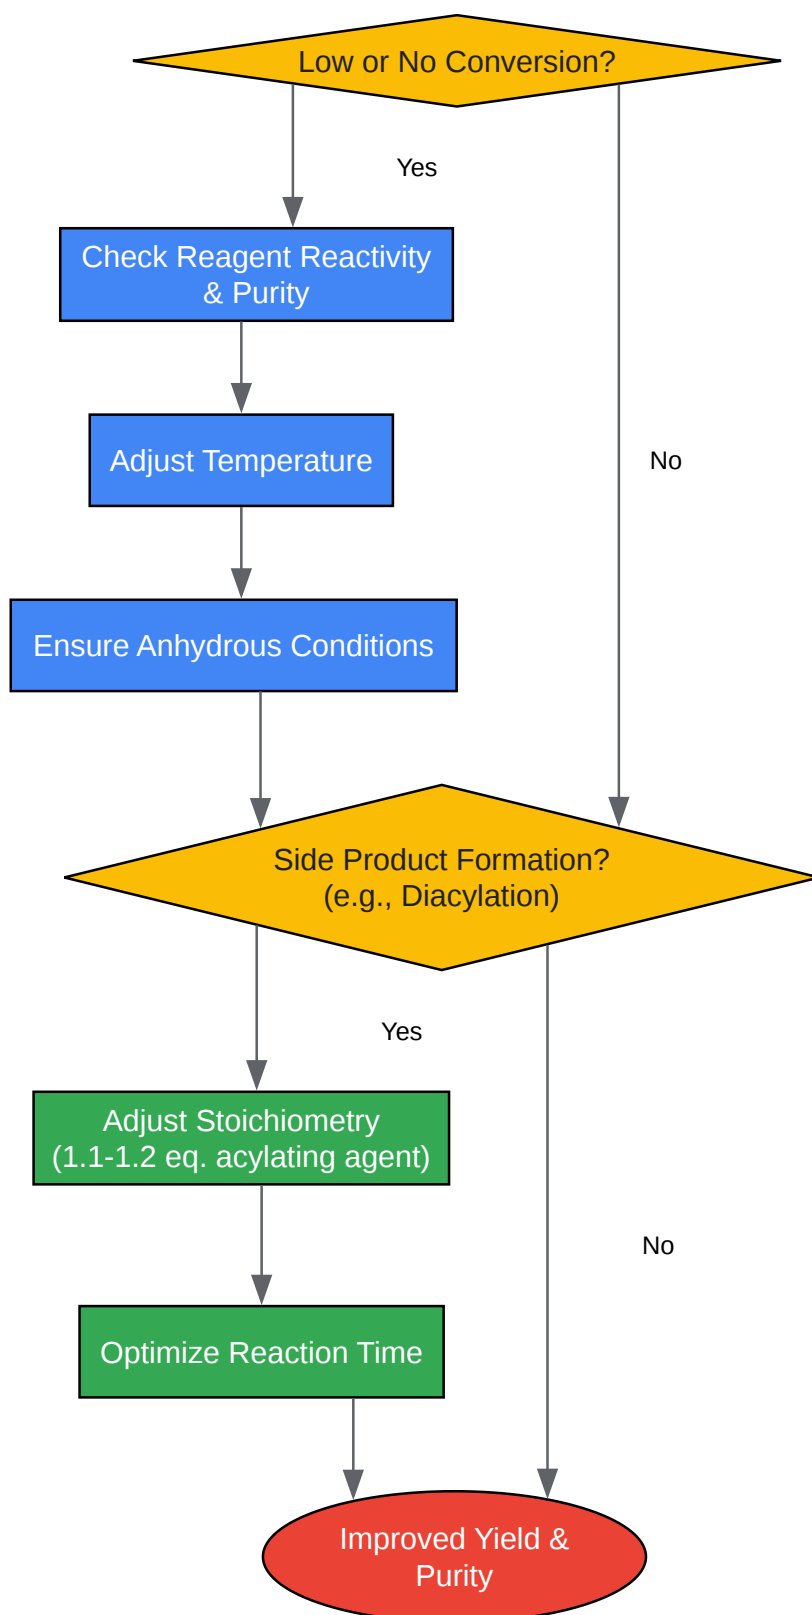 Low or No Conversion?
Yes
Check Reagent Reactivity
& Purity
Adjust Temperature
No
Ensure Anhydrous Conditions
Side Product Formation?
(e.g., Diacylation)
Yes
Adjust Stoichiometry
(1.1-1.2 eq. acylating agent)
No
Optimize Reaction Time
Improved Yield &
Purity